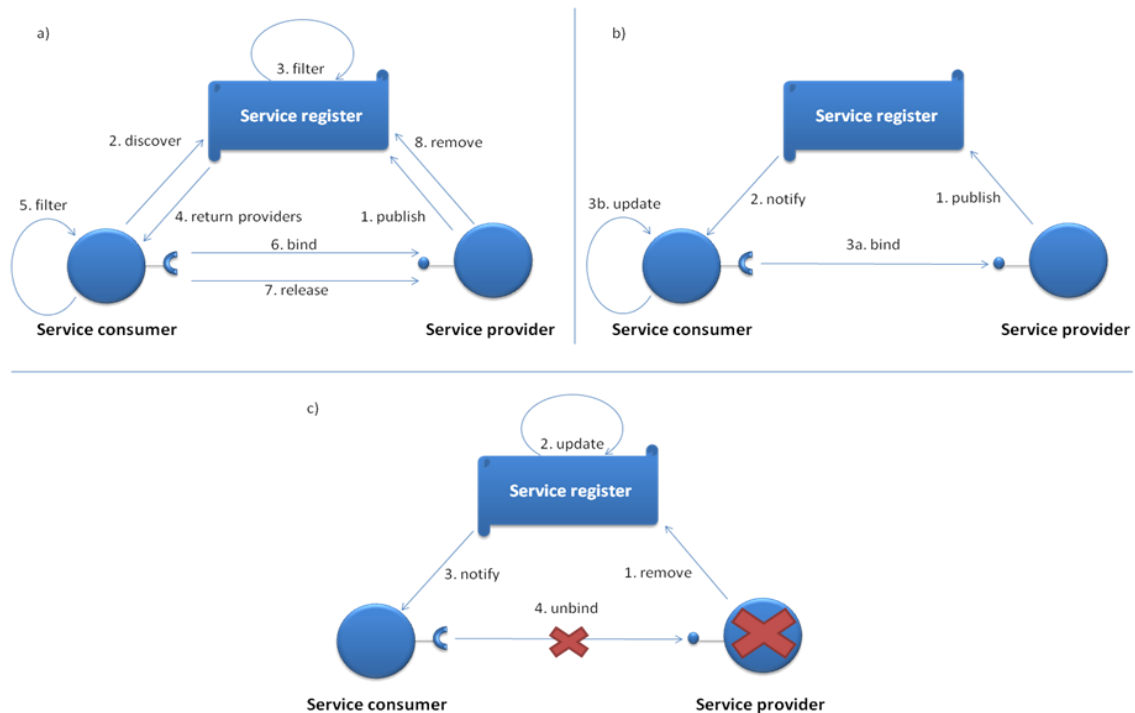 a)
3. filter
Service register
2. discover
8. remove
5. filter
4. return providers
1. publish
6. bind
7. release
Service consumer
Service provider
b)
Service register
2. notify
1. publish
3b. update
3a. bind
Service consumer
Service provider
c)
2. update
Service register
3. notify
1. remove
4. unbind
Service consumer
Service provider